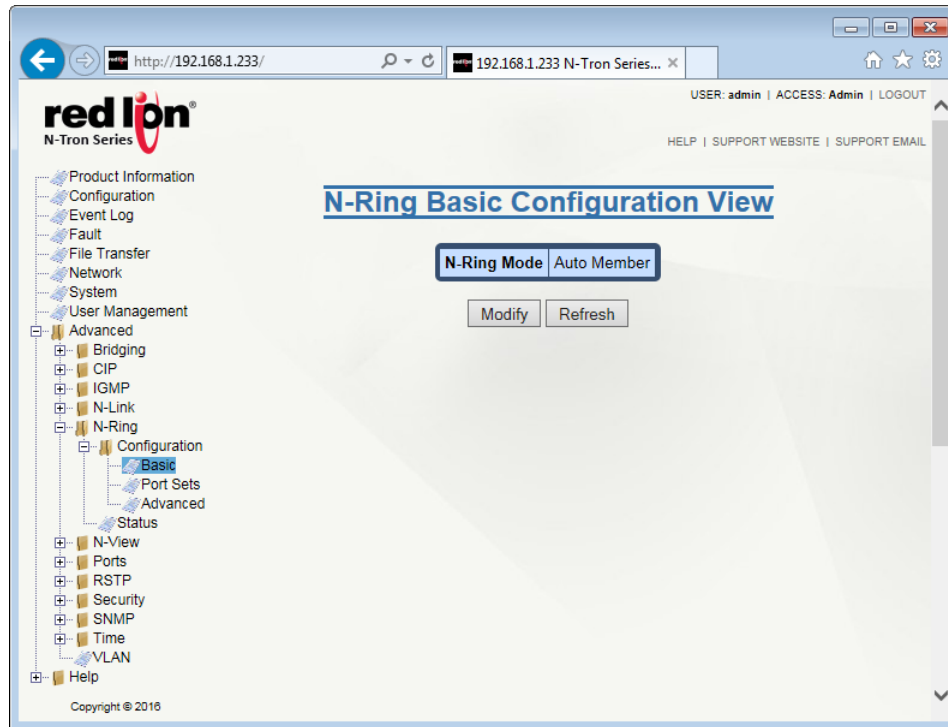 http://192.168.1.233/
192.168.1.233 N-Tron Series...
USER: admin | ACCESS: Admin | LOGOUT
red lion®
N-Tron Series
HELP | SUPPORT WEBSITE | SUPPORT EMAIL
Product Information
Configuration
Event Log
Fault
File Transfer
Network
System
User Management
Advanced
Bridging
CIP
IGMP
N-Link
N-Ring
Configuration
Basic
Port Sets
Advanced
Status
N-View
Ports
RSTP
Security
SNMP
Time
VLAN
Help
Copyright © 2016
N-Ring Basic Configuration View
N-Ring Mode Auto Member
Modify Refresh